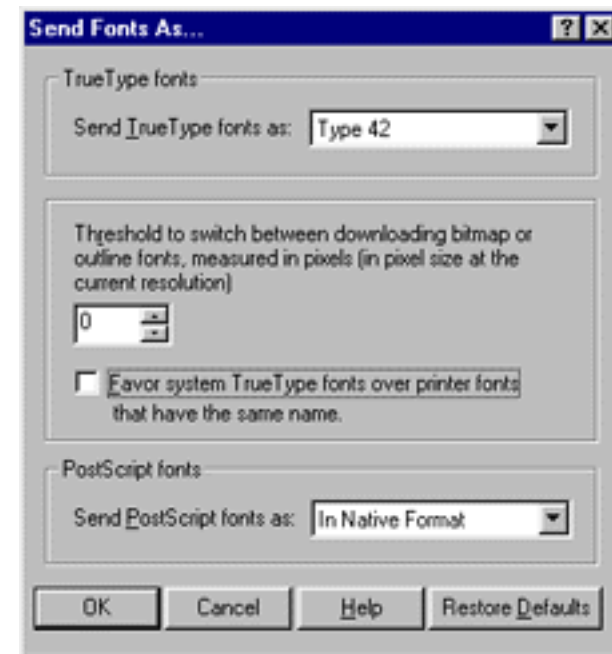 Send Fonts As...
TrueType fonts
Send TrueType fonts as: Type 42
Threshold to switch between downloading bitmap or
outline fonts, measured in pixels (in pixel size at the
current resolution)
0
Favor system TrueType fonts over printer fonts
that have the same name.
PostScript fonts
Send PostScript fonts as: In Native Format
OK Cancel Help Restore Defaults